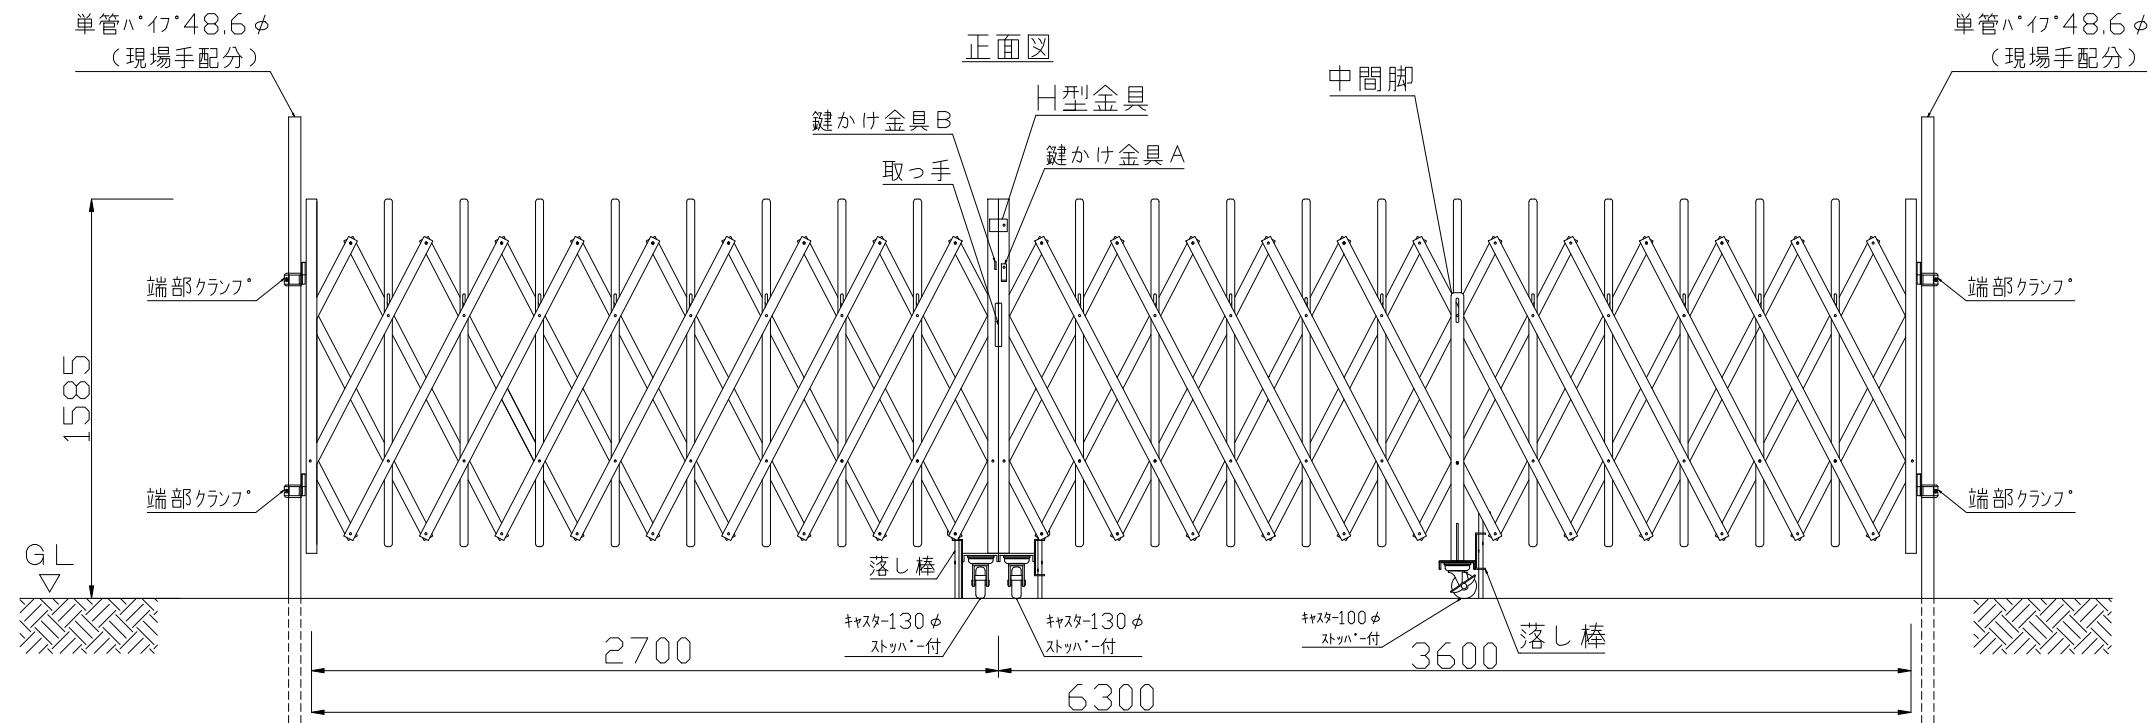 単管ﾊﾟｲﾌﾟ48.6φ
（現場手配分）
正面図
単管ﾊﾟｲﾌﾟ48.6φ
（現場手配分）
中間脚
H型金具
鍵かけ金具B
鍵かけ金具A
取っ手
端部ｸﾗﾝﾌﾟ
端部ｸﾗﾝﾌﾟ
1585
端部ｸﾗﾝﾌﾟ
端部ｸﾗﾝﾌﾟ
GL
落し棒
ｷｬｽﾀｰ130φ
ｽﾄｯﾊﾟｰ付
ｷｬｽﾀｰ130φ
ｽﾄｯﾊﾟｰ付
ｷｬｽﾀｰ100φ
ｽﾄｯﾊﾟｰ付
落し棒
2700
3600
6300